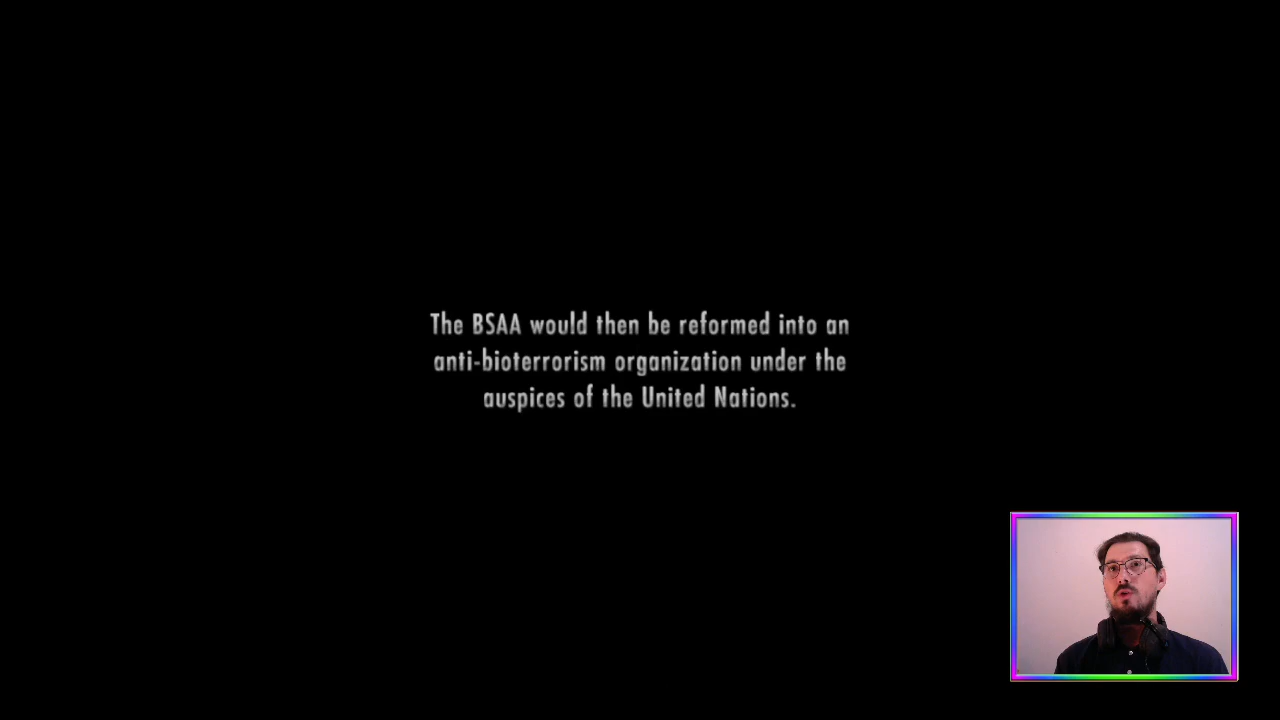 The BSAA would then be reformed into an
anti-bioterrorism organization under the
auspices of the United Nations.